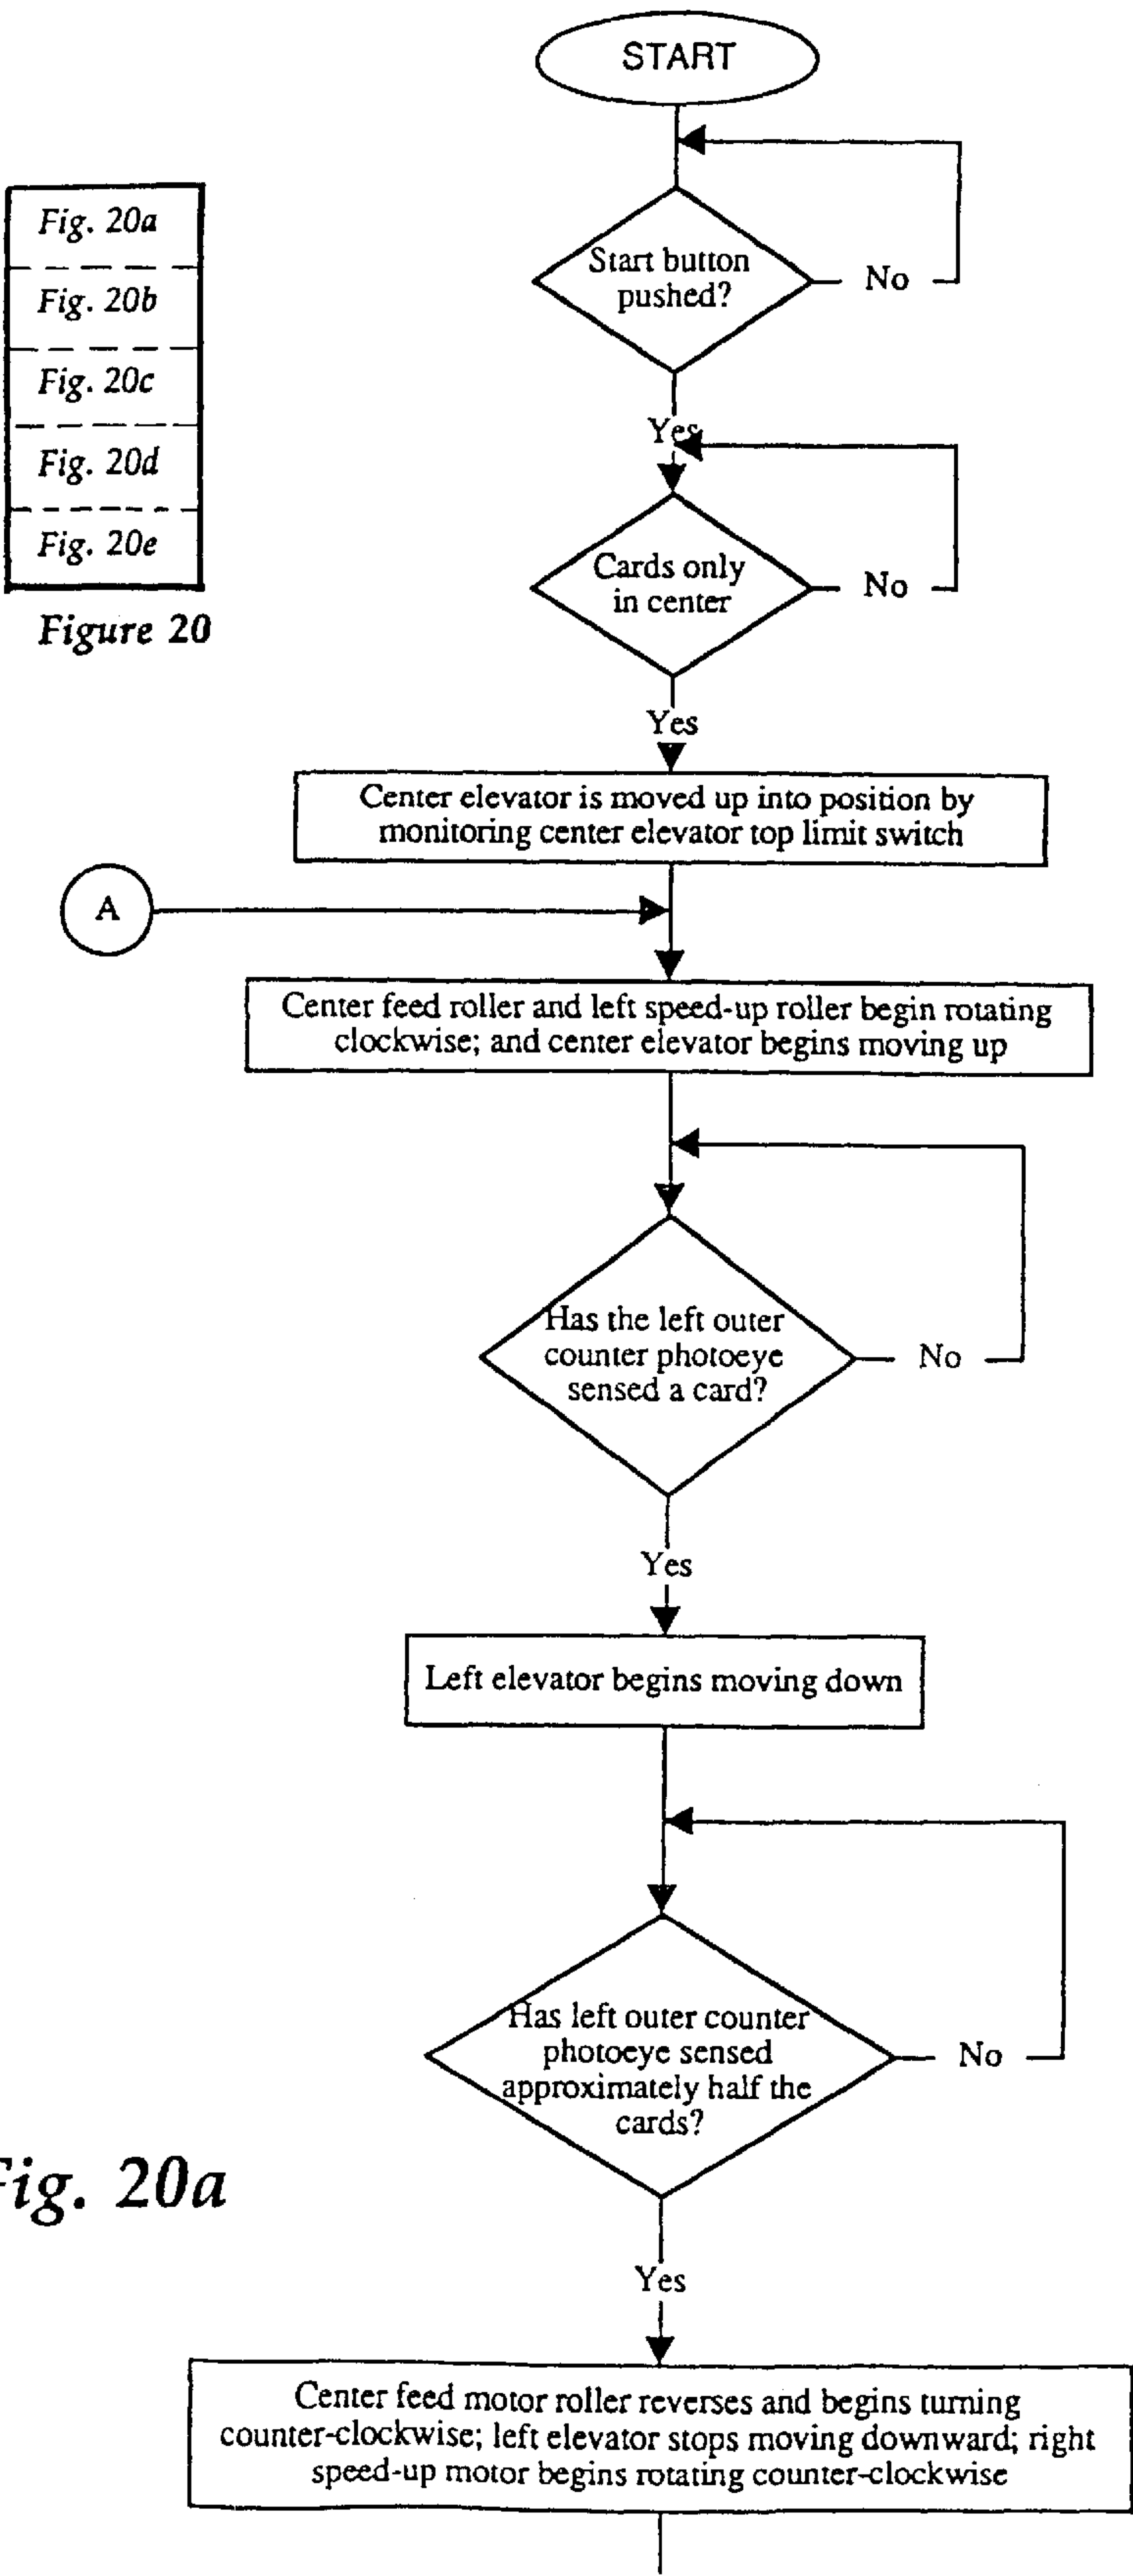 START
Start button
pushed?
No
Yes
Cards only
in center
No
Yes
Center elevator is moved up into position by
monitoring center elevator top limit switch
A
Center feed roller and left speed-up roller begin rotating
clockwise; and center elevator begins moving up
Has the left outer
counter photoeye
sensed a card?
No
Yes
Left elevator begins moving down
Has left outer counter
photoeye sensed
approximately half the
cards?
No
Yes
Center feed motor roller reverses and begins turning
counter-clockwise; left elevator stops moving downward; right
speed-up motor begins rotating counter-clockwise
Fig. 20a
Fig. 20b
Fig. 20c
Fig. 20d
Fig. 20e
Figure 20
Fig. 20a